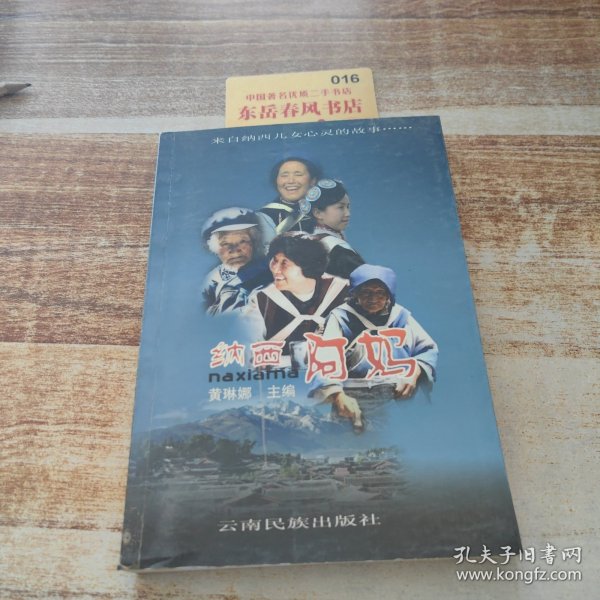 016
中国著名优质二手书店
东岳春风书店
来自纳西儿女心灵的故事……
纳西 阿妈
naxiama
黄琳娜 主编
云南民族出版社
孔夫子旧书网
www.kongfz.com